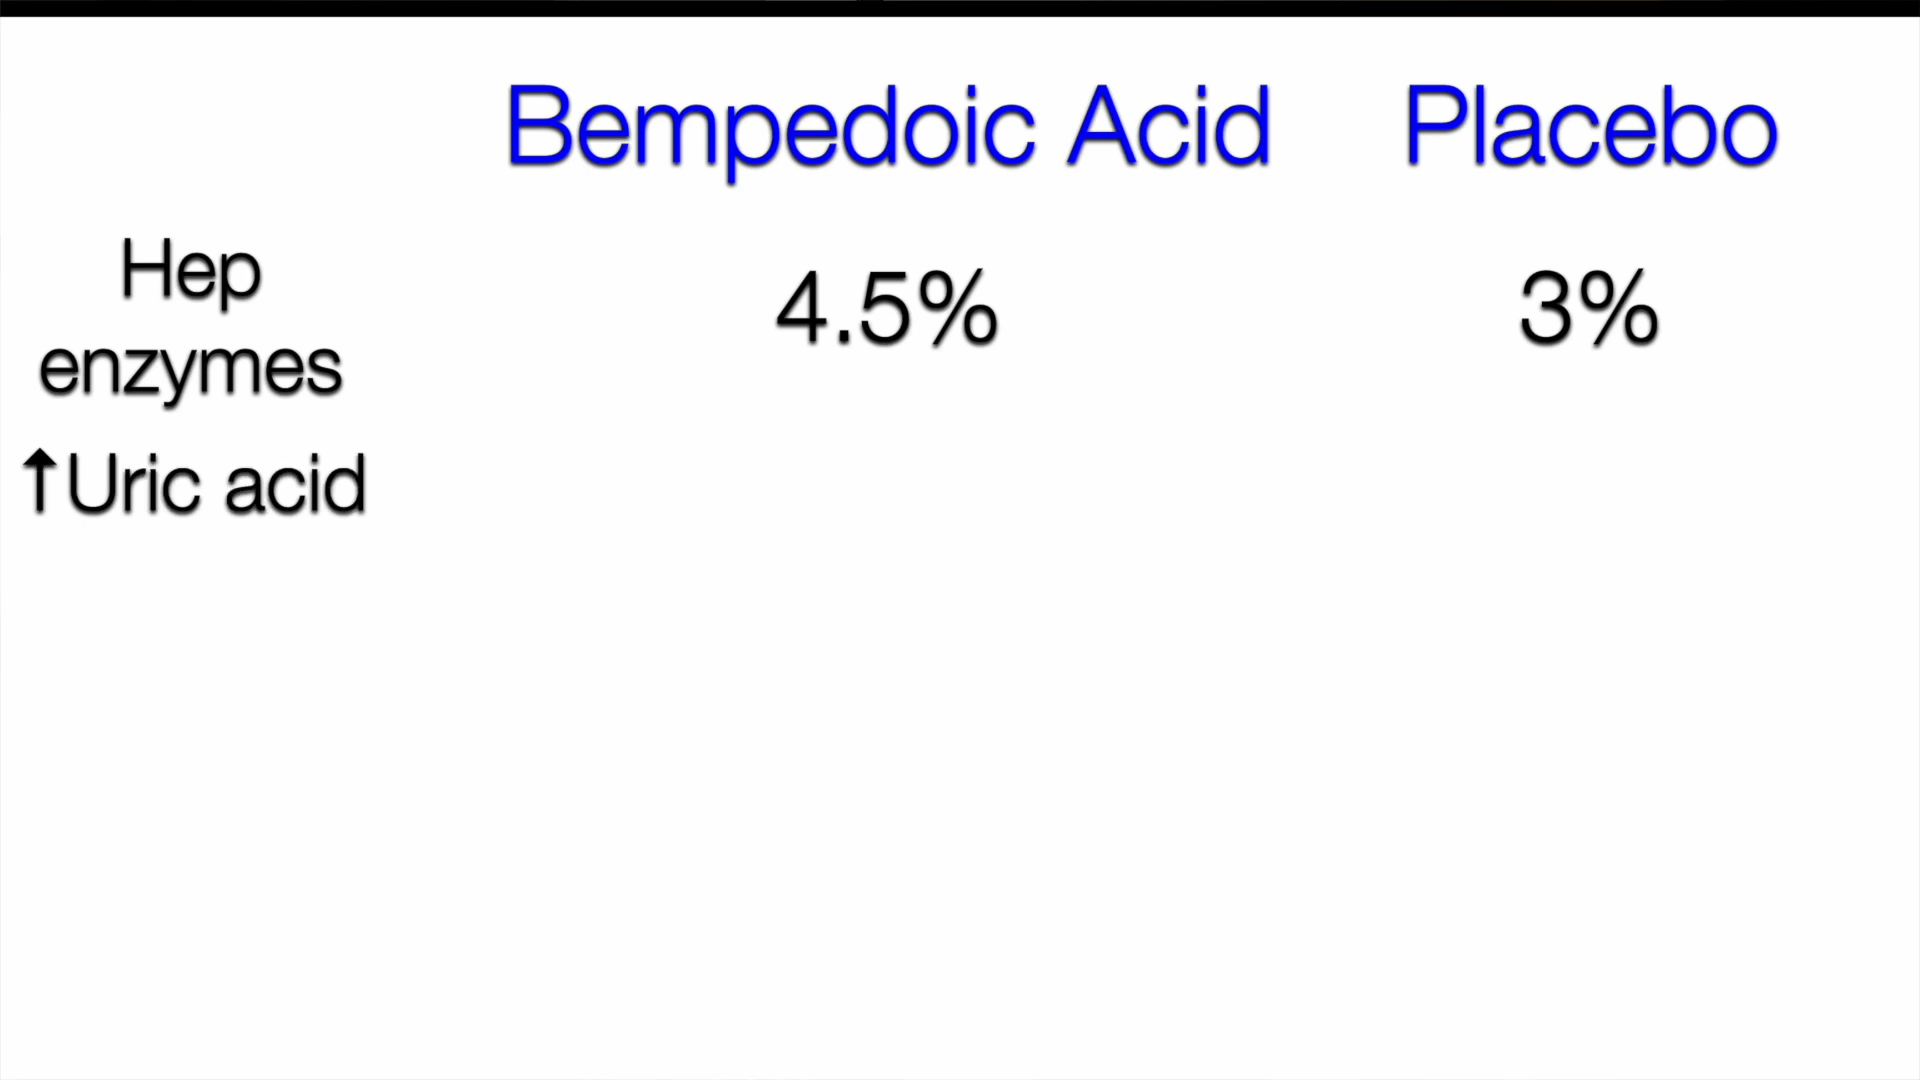 Bempedoic Acid Placebo
Hep
enzymes
4.5% 3%
↑Uric acid